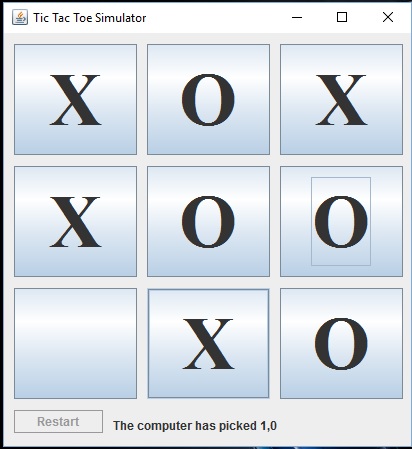 Tic Tac Toe Simulator
X O X
X O O
X O
Restart
The computer has picked 1,0